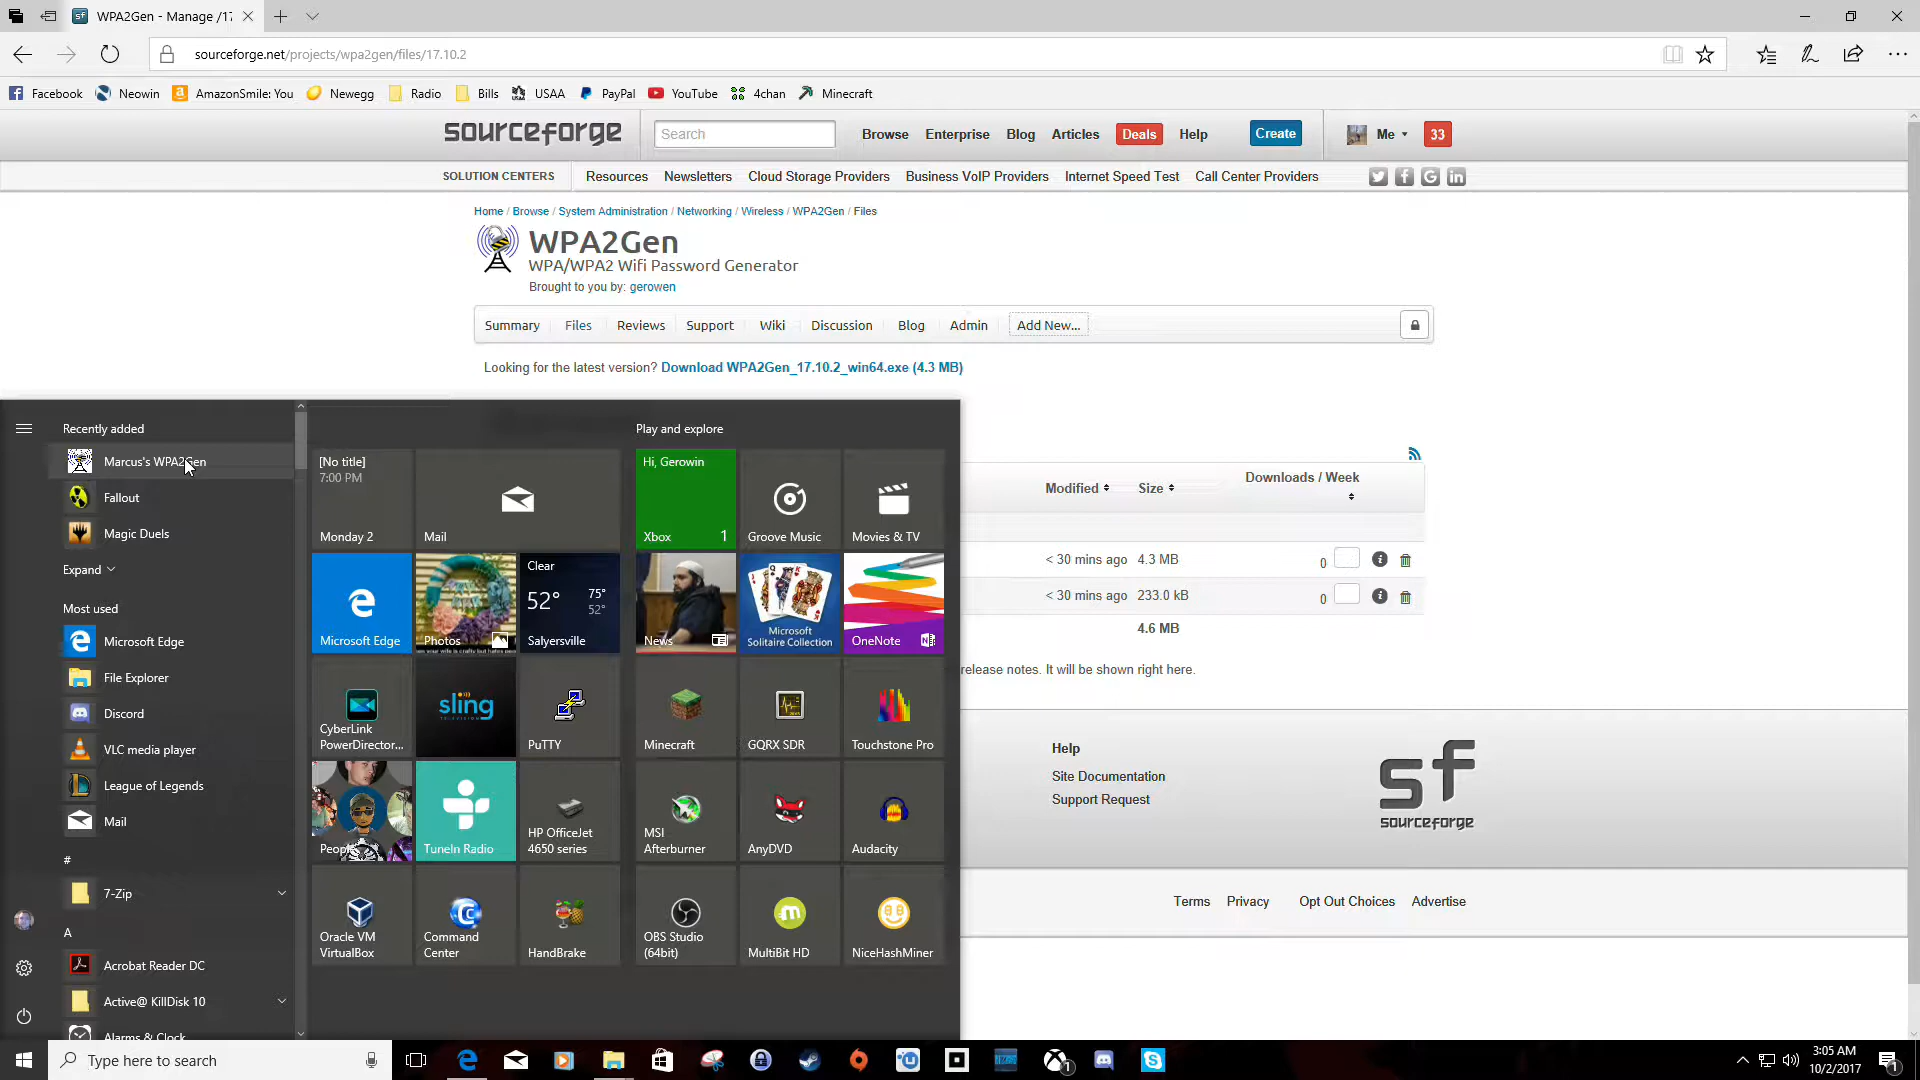 WPA2Gen - Manage /17
sourceforge.net/projects/wpa2gen/files/17.10.2
Facebook Neowin AmazonSmile: You Newegg Radio Bills USAA PayPal YouTube 4chan Minecraft
sourceforge Search Browse Enterprise Blog Articles Deals Help Create Me 33
SOLUTION CENTERS Resources Newsletters Cloud Storage Providers Business VoIP Providers Internet Speed Test Call Center Providers
Home / Browse / System Administration / Networking / Wireless / WPA2Gen / Files
WPA2Gen
WPA/WPA2 Wifi Password Generator
Brought to you by: gerowen
Summary Files Reviews Support Wiki Discussion Blog Admin Add New...
Looking for the latest version? Download WPA2Gen_17.10.2_win64.exe (4.3 MB)
Modified Size Downloads / Week
< 30 mins ago 4.3 MB 0
< 30 mins ago 233.0 kB 0
4.6 MB
release notes. It will be shown right here.
Help
Site Documentation
Support Request
sf
sourceforge
Terms Privacy Opt Out Choices Advertise
Recently added
Marcus's WPA2Gen
Fallout
Magic Duels
Expand
Most used
Microsoft Edge
File Explorer
Discord
VLC media player
League of Legends
Mail
#
7-Zip
A
Acrobat Reader DC
Active@ KillDisk 10
Alarms & Clock
Play and explore
[No title]
7:00 PM
Monday 2
Mail
Hi, Gerowin
Xbox 1
Groove Music
Movies & TV
Microsoft Edge
Photos
Clear
52° 75°
52°
Salyersville
News
Microsoft
Solitaire Collection
OneNote
CyberLink
PowerDirector...
sling
TELEVISION
PuTTY
Minecraft
GQRX SDR
Touchstone Pro
People
TuneIn Radio
HP OfficeJet
4650 series
MSI
Afterburner
AnyDVD
Audacity
Oracle VM
VirtualBox
Command
Center
HandBrake
OBS Studio
(64bit)
MultiBit HD
NiceHashMiner
Type here to search
3:05 AM
10/2/2017